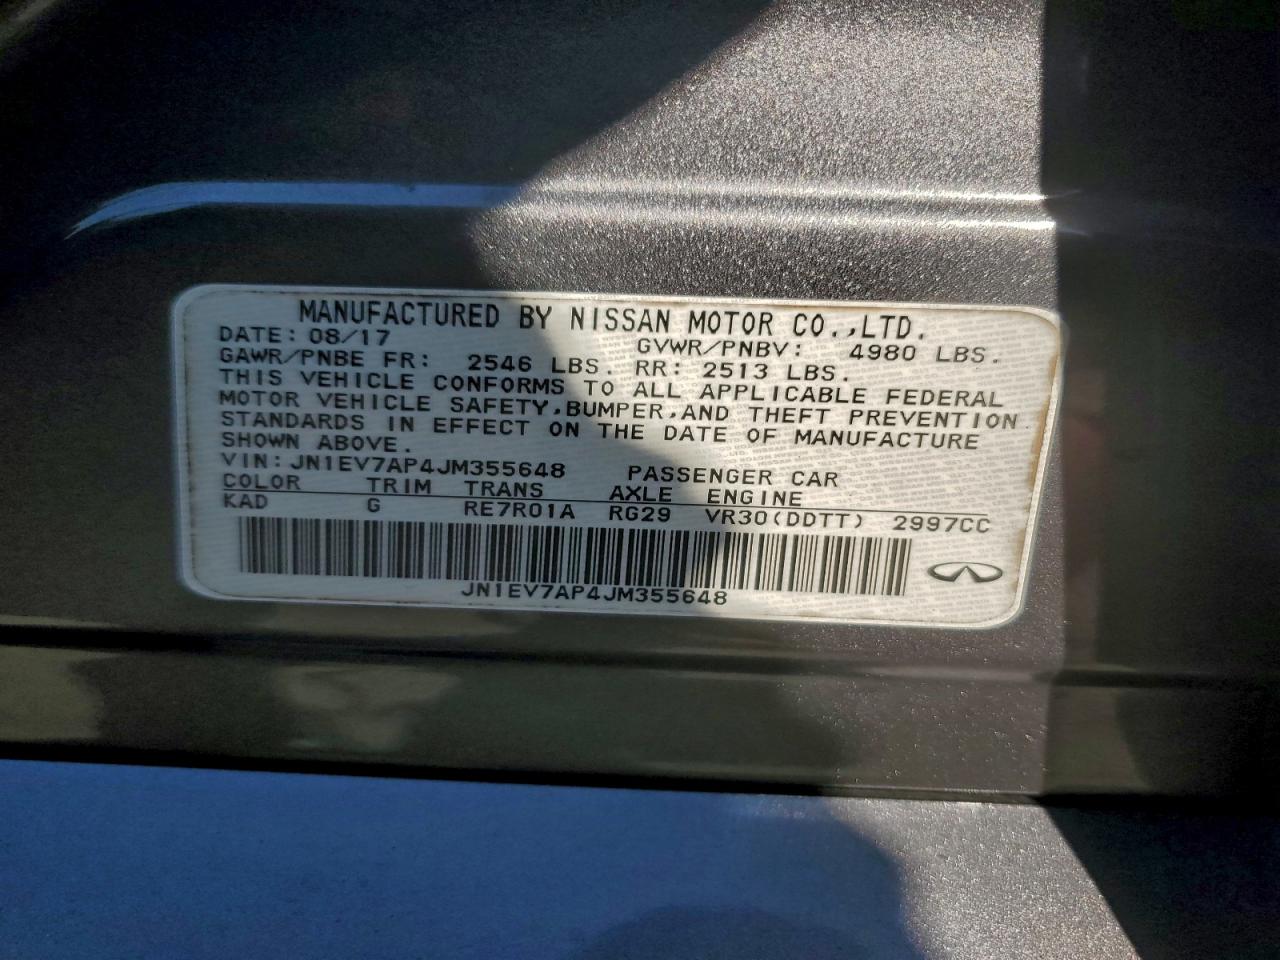 MANUFACTURED BY NISSAN MOTOR CO.,LTD.
DATE: 08/17 GVWR/PNBV: 4980 LBS.
GAWR/PNBE FR: 2546 LBS. RR: 2513 LBS.
THIS VEHICLE CONFORMS TO ALL APPLICABLE FEDERAL
MOTOR VEHICLE SAFETY,BUMPER,AND THEFT PREVENTION
STANDARDS IN EFFECT ON THE DATE OF MANUFACTURE
SHOWN ABOVE.
VIN:JN1EV7AP4JM355648 PASSENGER CAR
COLOR TRIM TRANS AXLE ENGINE
KAD G RE7R01A RG29 VR30(DDTT) 2997CC
JN1EV7AP4JM355648